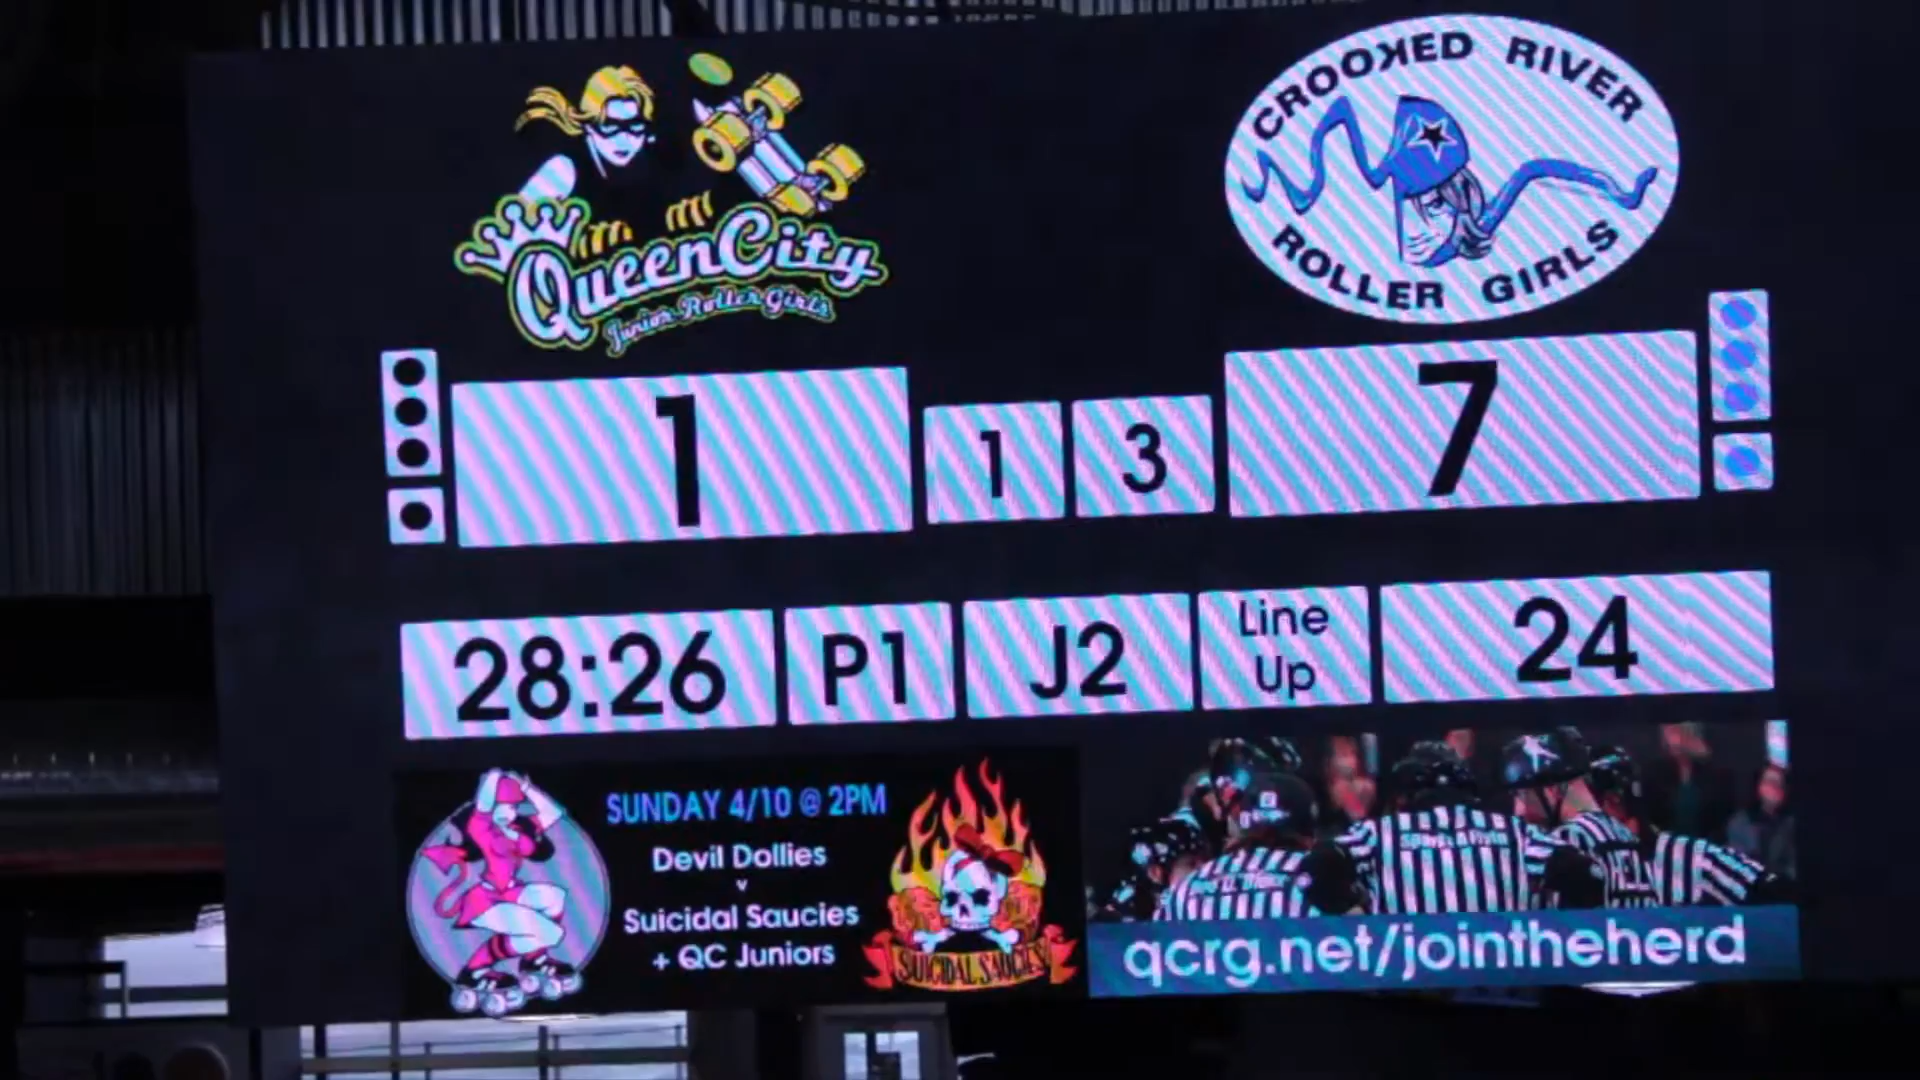 QueenCity
Junior Roller Girls
CROOKED RIVER
ROLLER GIRLS
1
1
3
7
28:26
P1
J2
Line
Up
24
SUNDAY 4/10 @ 2PM
Devil Dollies
v
Suicidal Saucies
+ QC Juniors
SUICIDAL SAUCIES
qcrg.net/jointheherd